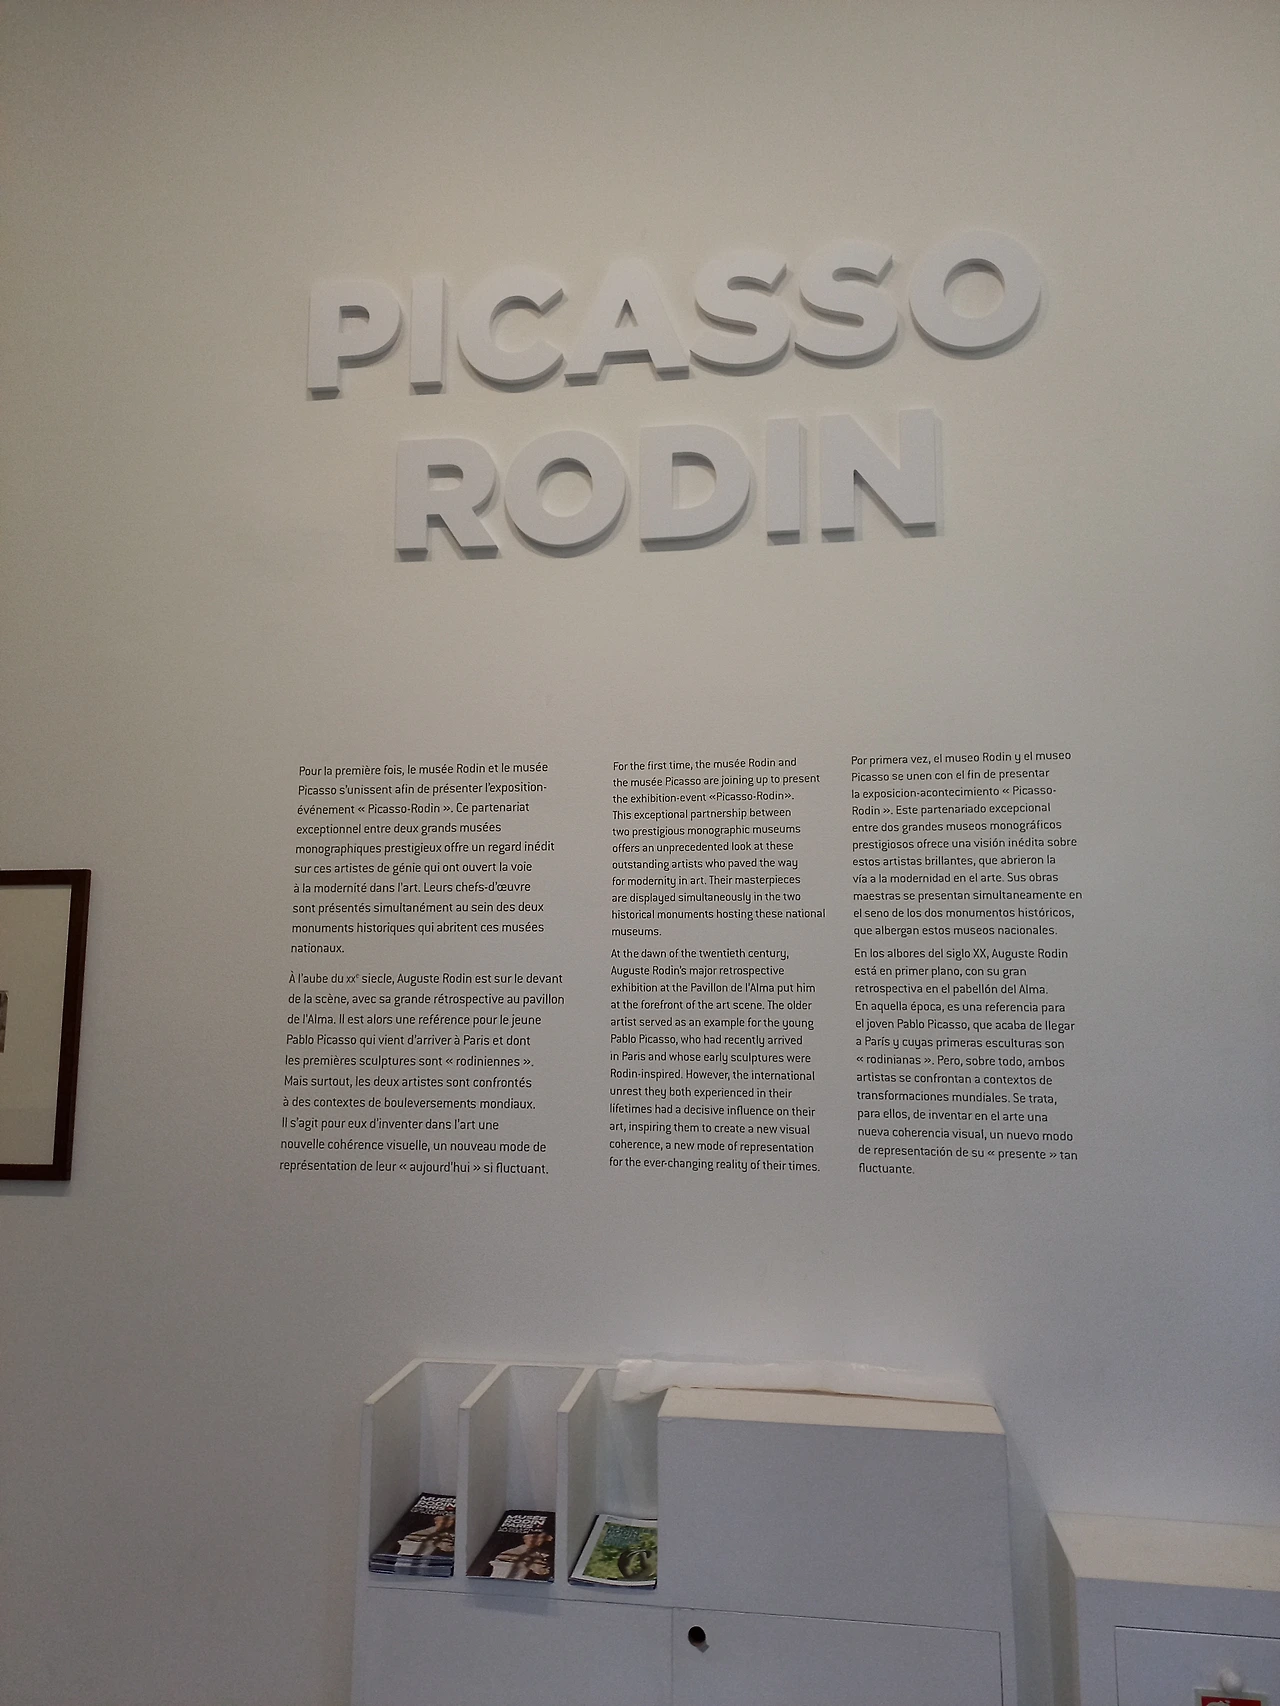 PICASSO
RODIN
Pour la première fois, le musée Rodin et le musée
Picasso s'unissent afin de présenter l'exposition-
événement « Picasso-Rodin ». Ce partenariat
exceptionnel entre deux grands musées
monographiques prestigieux offre un regard inédit
sur ces artistes de génie qui ont ouvert la voie
à la modernité dans l'art. Leurs chefs-d'œuvre
sont présentés simultanément au sein des deux
monuments historiques qui abritent ces musées
nationaux.
À l'aube du XXe siecle, Auguste Rodin est sur le devant
de la scène, avec sa grande rétrospective au pavillon
de l'Alma. Il est alors une reférence pour le jeune
Pablo Picasso qui vient d'arriver à Paris et dont
les premières sculptures sont « rodiniennes ».
Mais surtout, les deux artistes sont confrontés
à des contextes de bouleversements mondiaux.
Il s'agit pour eux d'inventer dans l'art une
nouvelle cohérence visuelle, un nouveau mode de
représentation de leur « aujourd'hui » si fluctuant.
For the first time, the musée Rodin and
the musée Picasso are joining up to present
the exhibition-event «Picasso-Rodin».
This exceptional partnership between
two prestigious monographic museums
offers an unprecedented look at these
outstanding artists who paved the way
for modernity in art. Their masterpieces
are displayed simultaneously in the two
historical monuments hosting these national
museums.
At the dawn of the twentieth century,
Auguste Rodin's major retrospective
exhibition at the Pavillon de l'Alma put him
at the forefront of the art scene. The older
artist served as an example for the young
Pablo Picasso, who had recently arrived
in Paris and whose early sculptures were
Rodin-inspired. However, the international
unrest they both experienced in their
lifetimes had a decisive influence on their
art, inspiring them to create a new visual
coherence, a new mode of representation
for the ever-changing reality of their times.
Por primera vez, el museo Rodin y el museo
Picasso se unen con el fin de presentar
la exposicion-acontecimiento « Picasso-
Rodin ». Este partenariado excepcional
entre dos grandes museos monográficos
prestigiosos ofrece una visión inédita sobre
estos artistas brillantes, que abrieron la
vía a la modernidad en el arte. Sus obras
maestras se presentan simultaneamente en
el seno de los dos monumentos históricos,
que albergan estos museos nacionales.
En los albores del siglo XX, Auguste Rodin
está en primer plano, con su gran
retrospectiva en el pabellón del Alma.
En aquella época, es una referencia para
el joven Pablo Picasso, que acaba de llegar
a París y cuyas primeras esculturas son
« rodinianas ». Pero, sobre todo, ambos
artistas se confrontan a contextos de
transformaciones mundiales. Se trata,
para ellos, de inventar en el arte una
nueva coherencia visual, un nuevo modo
de representación de su « presente » tan
fluctuante.
MUSÉE
RODIN
PARIS
MUSÉE
RODIN
PARIS